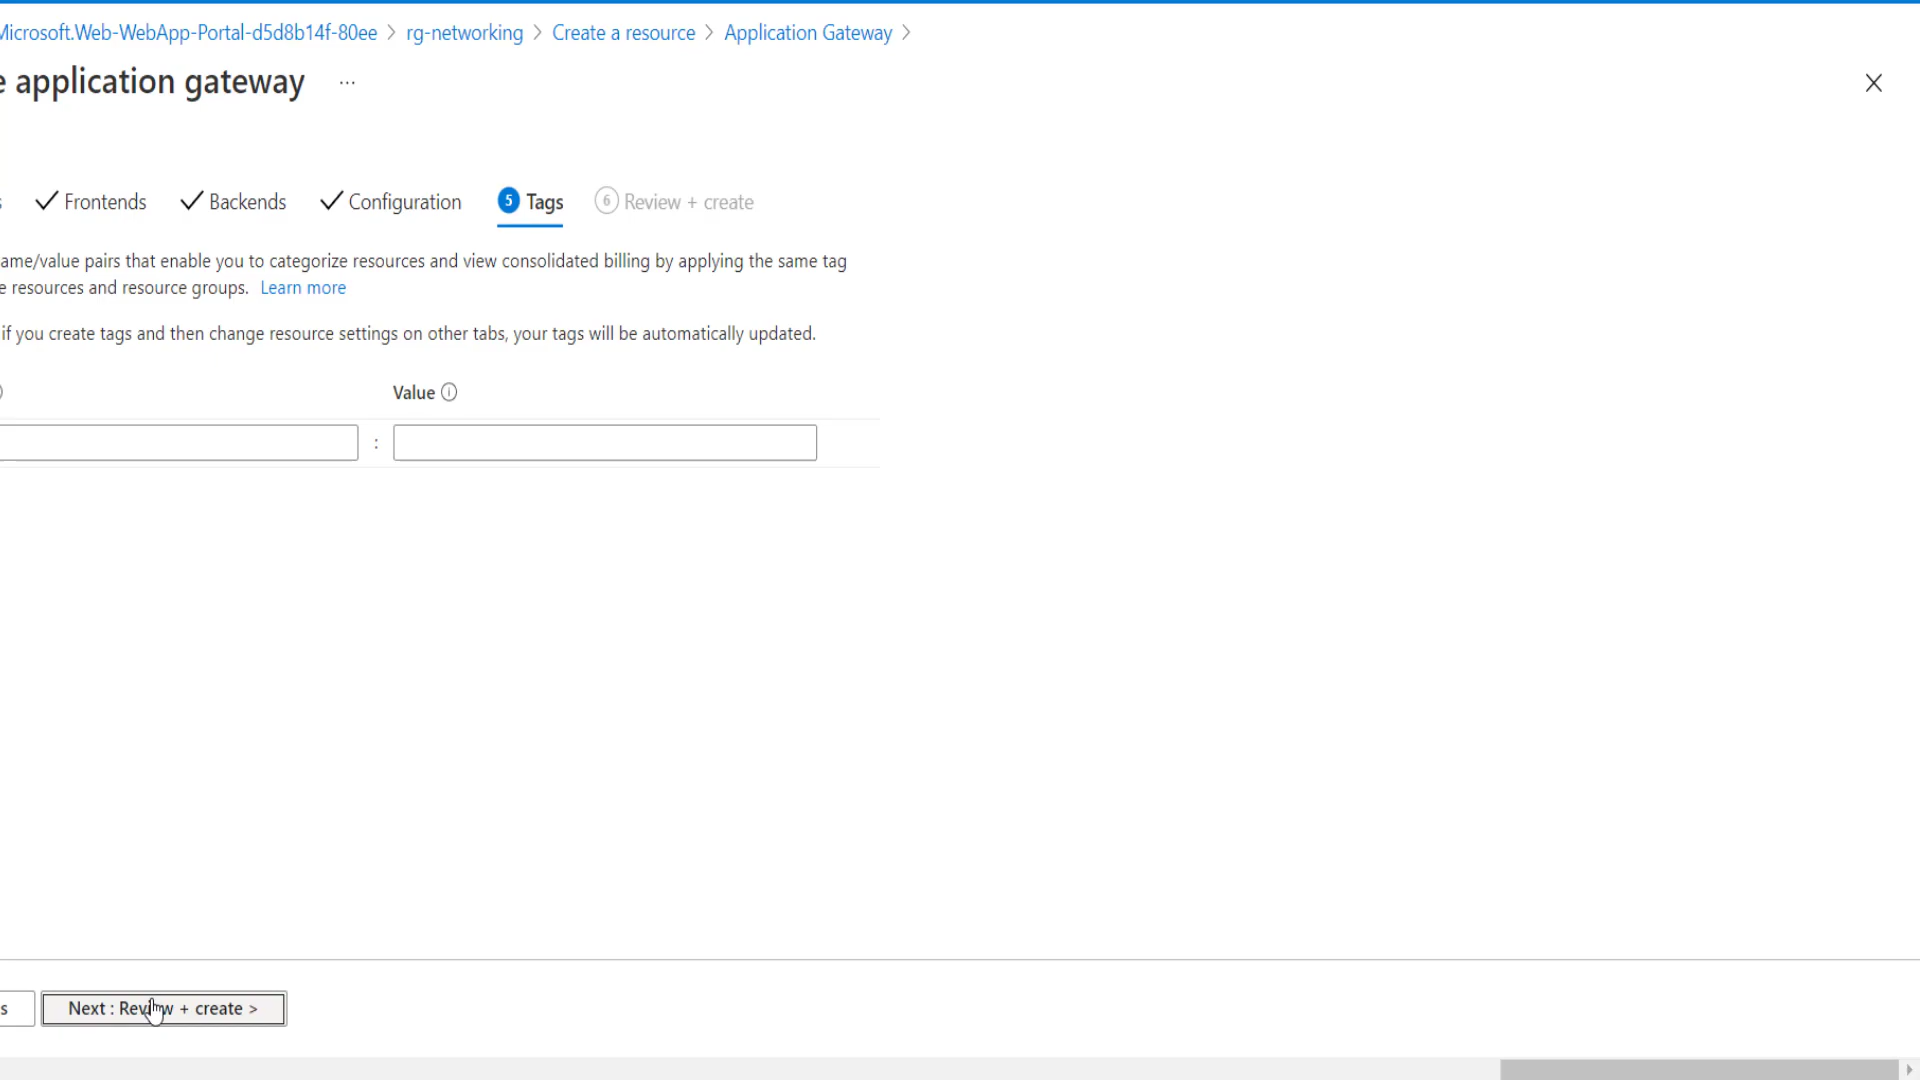 Microsoft.Web-WebApp-Portal-d5d8b14f-80ee > rg-networking > Create a resource > Application Gateway >
application gateway ...
Frontends Backends Configuration 5 Tags 6 Review + create
ame/value pairs that enable you to categorize resources and view consolidated billing by applying the same tag
e resources and resource groups. Learn more
if you create tags and then change resource settings on other tabs, your tags will be automatically updated.
Value
:
s Next : Review + create >